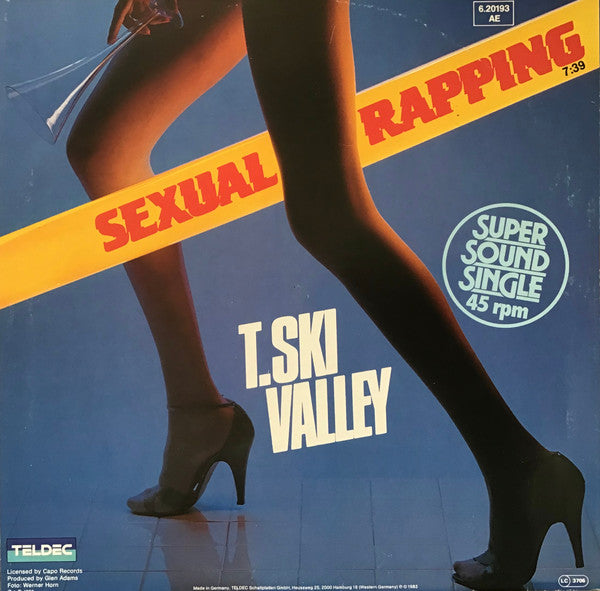 6.20193
AE
SEXUAL RAPPING
7:39
SUPER
SOUND
SINGLE
45 rpm
T.SKI
VALLEY
TELDEC
Licensed by Capo Records
Produced by Glen Adams
Foto: Werner Horn
Made in Germany. TELDEC Schallplatten GmbH, Heussweg 25, 2000 Hamburg 19 (Western Germany) ℗ © 1983
LC 3706